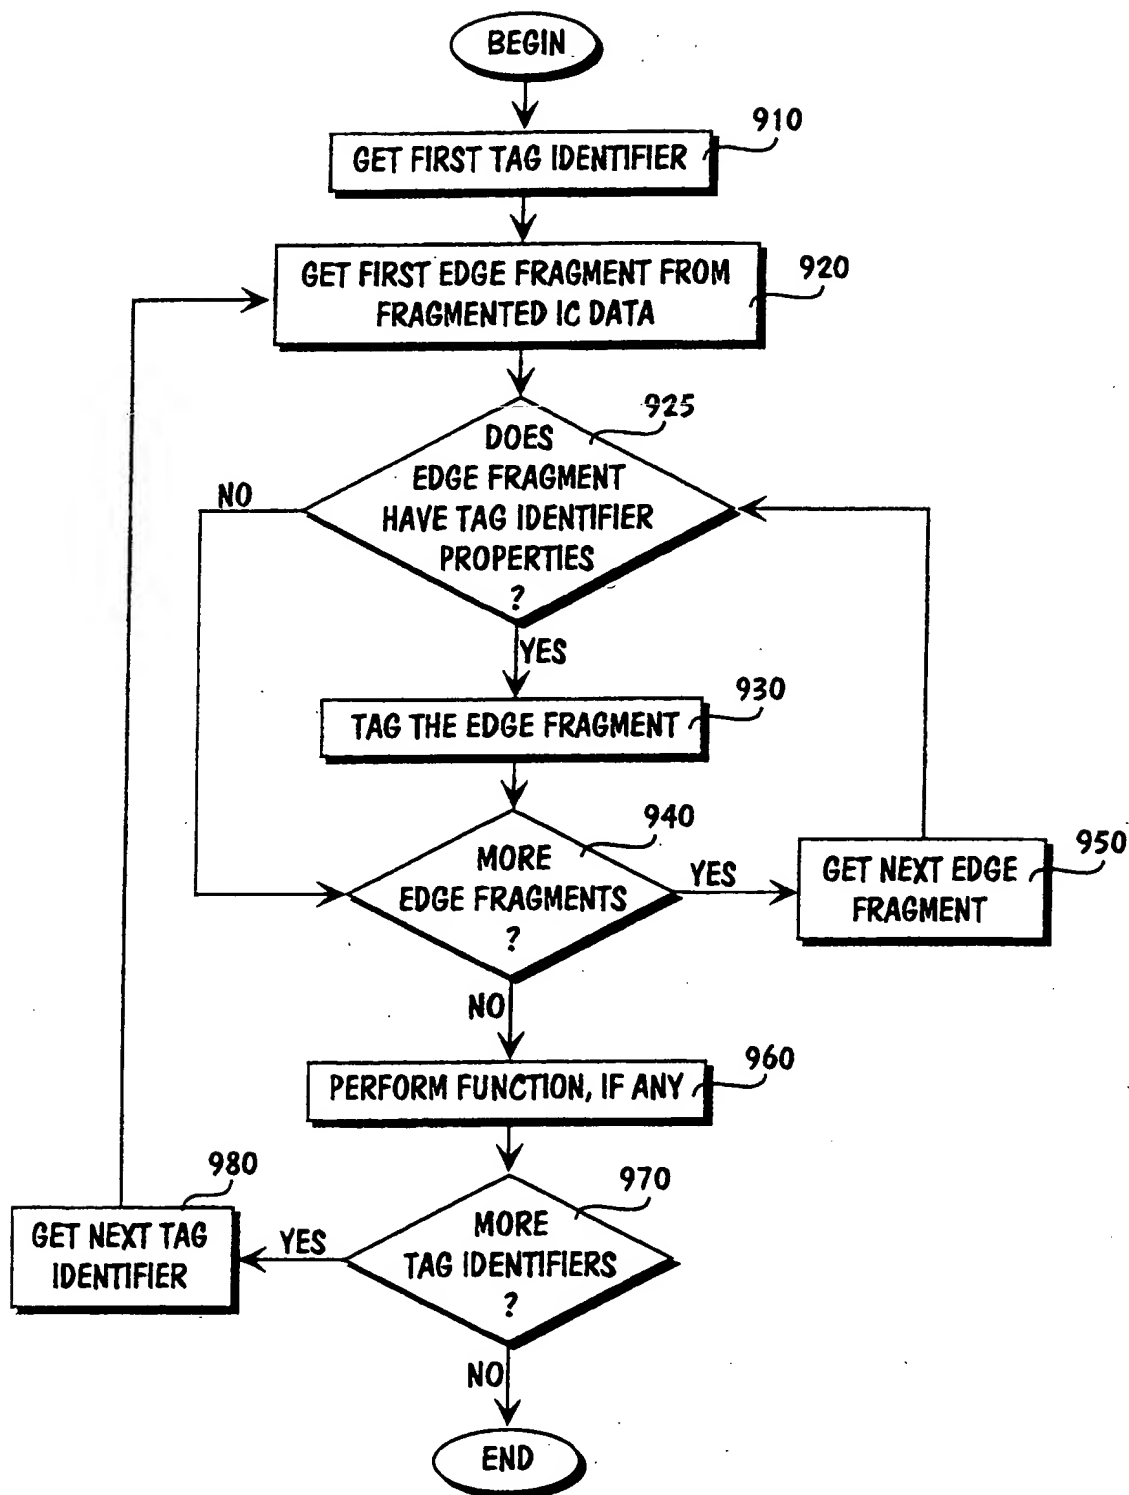 BEGIN
910
GET FIRST TAG IDENTIFIER
920
GET FIRST EDGE FRAGMENT FROM
FRAGMENTED IC DATA
925
DOES
EDGE FRAGMENT
HAVE TAG IDENTIFIER
PROPERTIES
?
NO
YES
930
TAG THE EDGE FRAGMENT
940
MORE
EDGE FRAGMENTS
?
YES
950
GET NEXT EDGE
FRAGMENT
NO
960
PERFORM FUNCTION, IF ANY
970
MORE
TAG IDENTIFIERS
?
YES
980
GET NEXT TAG
IDENTIFIER
NO
END